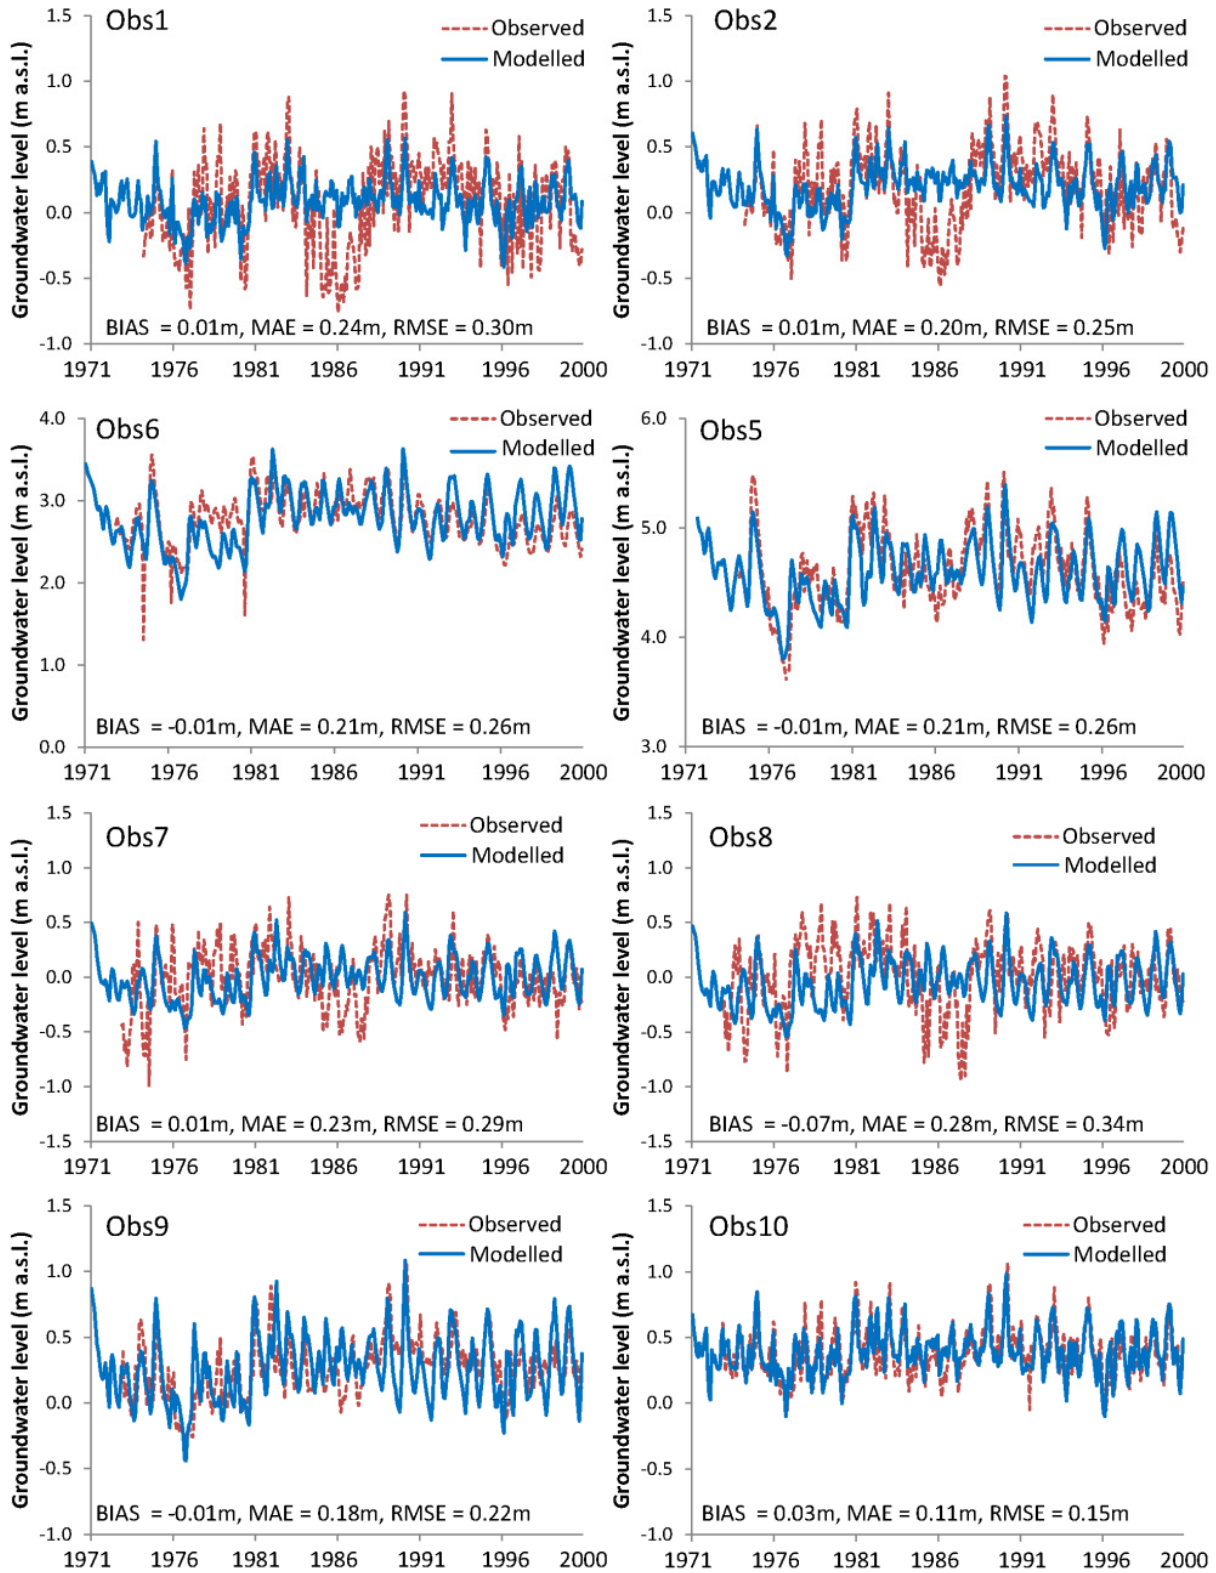 Obs1
Observed
Modelled
Groundwater level (m a.s.l.)
1.5
1.0
0.5
0.0
-0.5
-1.0
BIAS = 0.01m, MAE = 0.24m, RMSE = 0.30m
1971 1976 1981 1986 1991 1996 2000
Obs2
Observed
Modelled
Groundwater level (m a.s.l.)
1.5
1.0
0.5
0.0
-0.5
-1.0
BIAS = 0.01m, MAE = 0.20m, RMSE = 0.25m
1971 1976 1981 1986 1991 1996 2000
Obs6
Observed
Modelled
Groundwater level (m a.s.l.)
4.0
3.0
2.0
1.0
0.0
BIAS = -0.01m, MAE = 0.21m, RMSE = 0.26m
1971 1976 1981 1986 1991 1996 2000
Obs5
Observed
Modelled
Groundwater level (m a.s.l.)
6.0
5.0
4.0
3.0
BIAS = -0.01m, MAE = 0.21m, RMSE = 0.26m
1971 1976 1981 1986 1991 1996 2000
Obs7
Observed
Modelled
Groundwater level (m a.s.l.)
1.5
1.0
0.5
0.0
-0.5
-1.0
-1.5
BIAS = 0.01m, MAE = 0.23m, RMSE = 0.29m
1971 1976 1981 1986 1991 1996 2000
Obs8
Observed
Modelled
Groundwater level (m a.s.l.)
1.5
1.0
0.5
0.0
-0.5
-1.0
-1.5
BIAS = -0.07m, MAE = 0.28m, RMSE = 0.34m
1971 1976 1981 1986 1991 1996 2000
Obs9
Observed
Modelled
Groundwater level (m a.s.l.)
1.5
1.0
0.5
0.0
-0.5
-1.0
BIAS = -0.01m, MAE = 0.18m, RMSE = 0.22m
1971 1976 1981 1986 1991 1996 2000
Obs10
Observed
Modelled
Groundwater level (m a.s.l.)
1.5
1.0
0.5
0.0
-0.5
-1.0
BIAS = 0.03m, MAE = 0.11m, RMSE = 0.15m
1971 1976 1981 1986 1991 1996 2000